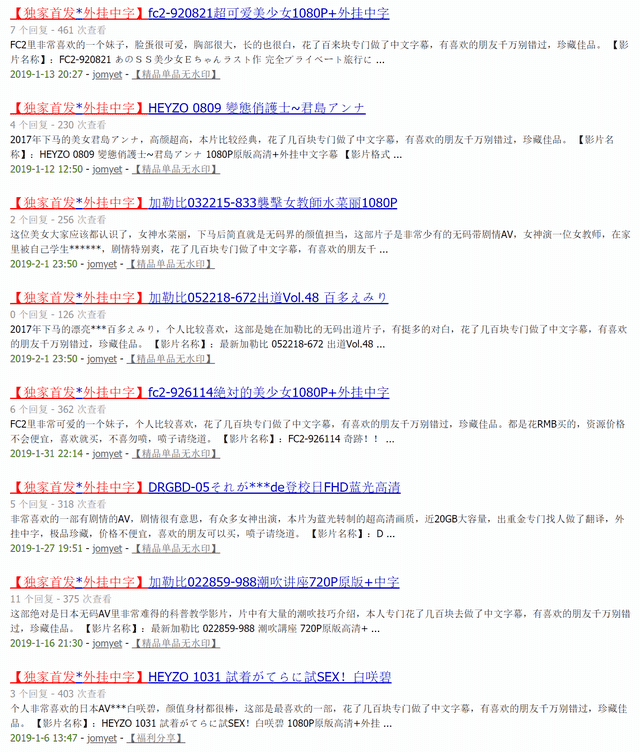 【独家首发*外挂中字】fc2-920821超可爱美少女1080P+外挂中字
7 个回复 - 461 次查看
FC2里非常喜欢的一个妹子，脸蛋很可爱，胸部很大，长的也很白，花了百来块专门做了中文字幕，有喜欢的朋友千万别错过，珍藏佳品。 【影
片名称】：FC2-920821 あのＳＳ美少女Ｅちゃんラスト作 完全プライベート旅行に ...
2019-1-13 20:27 - jomyet - 【精品单品无水印】
【独家首发*外挂中字】HEYZO 0809 變態俏護士~君島アンナ
4 个回复 - 230 次查看
2017年下马的美女君島アンナ，高颜超高，本片比较经典，花了几百块专门做了中文字幕，有喜欢的朋友千万别错过，珍藏佳品。 【影片名
称】：HEYZO 0809 變態俏護士~君島アンナ 1080P原版高清+外挂中文字幕 【影片格式 ...
2019-1-12 12:50 - jomyet - 【精品单品无水印】
【独家首发*外挂中字】加勒比032215-833襲擊女教師水菜丽1080P
2 个回复 - 256 次查看
这位美女大家应该都认识了，女神水菜丽，下马后简直就是无码界的颜值担当，这部片子是非常少有的无码带剧情AV，女神演一位女教师，在家
里被自己学生******，剧情特别爽，花了几百块专门做了中文字幕，有喜欢的朋友千 ...
2019-2-1 23:50 - jomyet - 【精品单品无水印】
【独家首发*外挂中字】加勒比052218-672出道Vol.48 百多えみり
0 个回复 - 126 次查看
2017年下马的漂亮***百多えみり，个人比较喜欢，这部是她在加勒比的无码出道片子，有挺多的对白，花了几百块专门做了中文字幕，有喜欢
的朋友千万别错过，珍藏佳品。 【影片名称】：最新加勒比 052218-672 出道Vol.48 ...
2019-2-1 23:50 - jomyet - 【精品单品无水印】
【独家首发*外挂中字】fc2-926114絶对的美少女1080P+外挂中字
6 个回复 - 362 次查看
FC2里非常可爱的一个妹子，个人比较喜欢，花了几百块专门做了中文字幕，有喜欢的朋友千万别错过，珍藏佳品。都是花RMB买的，资源价格
不会便宜，喜欢就买，不喜勿喷，喷子请绕道。 【影片名称】：FC2-926114 奇跡！！ ...
2019-1-31 22:14 - jomyet - 【精品单品无水印】
【独家首发*外挂中字】DRGBD-05それが***de登校日FHD蓝光高清
5 个回复 - 318 次查看
非常喜欢的一部有剧情的AV，剧情很有意思，有众多女神出演，本片为蓝光转制的超高清画质，近20GB大容量，出重金专门找人做了翻译，外
挂中字，极品珍藏，价格不便宜，喜欢的朋友可以买，喷子请绕道。 【影片名称】：D ...
2019-1-27 19:51 - jomyet - 【精品单品无水印】
【独家首发*外挂中字】加勒比022859-988潮吹讲座720P原版+中字
11 个回复 - 375 次查看
这部绝对是日本无码AV里非常难得的科普教学影片，片中有大量的潮吹技巧介绍，本人专门花了几百块去做了中文字幕，有喜欢的朋友千万别错
过，珍藏佳品。 【影片名称】：最新加勒比 022859-988 潮吹講座 720P原版高清+ ...
2019-1-16 21:30 - jomyet - 【精品单品无水印】
【独家首发*外挂中字】HEYZO 1031 試着がてらに試SEX！白咲碧
3 个回复 - 403 次查看
个人非常喜欢的日本AV***白咲碧，颜值身材都很棒，这部是最喜欢的一部，花了几百块专门做了中文字幕，有喜欢的朋友千万别错过，珍藏佳
品。 【影片名称】：HEYZO 1031 試着がてらに試SEX！白咲碧 1080P原版高清+外挂 ...
2019-1-6 13:47 - jomyet - 【福利分享】